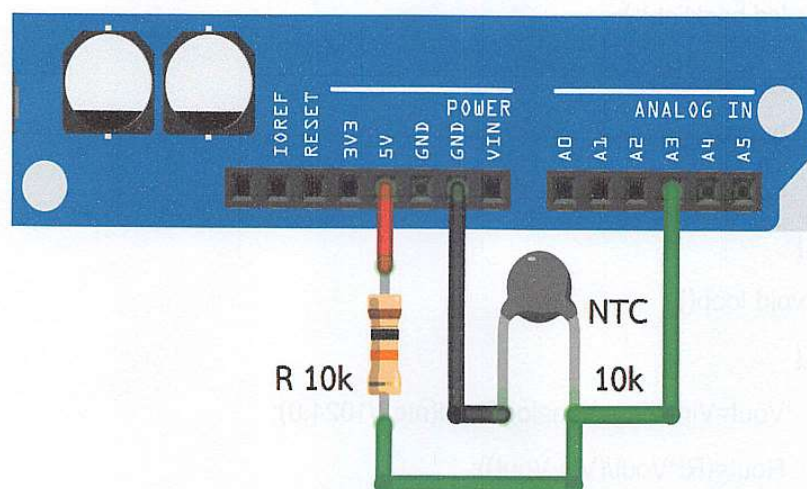 POWER
ANALOG IN
IOREF
RESET
3V3
5V
GND
GND
VIN
A0
A1
A2
A3
A4
A5
NTC
R 10k
10k